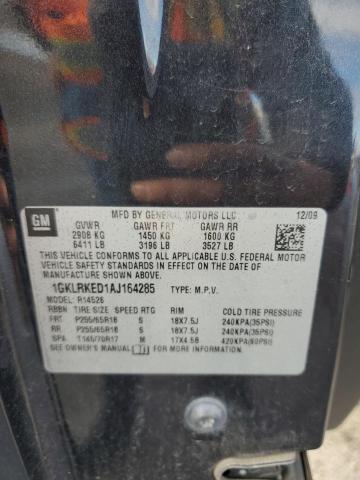 GM
MFD BY GENERAL MOTORS LLC 12/09
GVWR GAWR FRT GAWR RR
2908 KG 1450 KG 1600 KG
6411 LB 3196 LB 3527 LB
THIS VEHICLE CONFORMS TO ALL APPLICABLE U.S. FEDERAL MOTOR
VEHICLE SAFETY AND THEFT PREVENTION STANDARDS IN
EFFECT ON THE DATE OF MANUFACTURE SHOWN ABOVE.
1GKLRKED1AJ164285 TYPE: M.P.V.
MODEL: R14526
TIRE SIZE SPEED RTG RIM COLD TIRE PRESSURE
FRT P255/65R18 S 18X7.5J 240KPA(35PSI)
RR P255/65R18 S 18X7.5J 240KPA(35PSI)
SPA T145/70R17 M 17X4.5B 420KPA(60PSI)
SEE OWNER'S MANUAL FOR MORE INFORMATION.